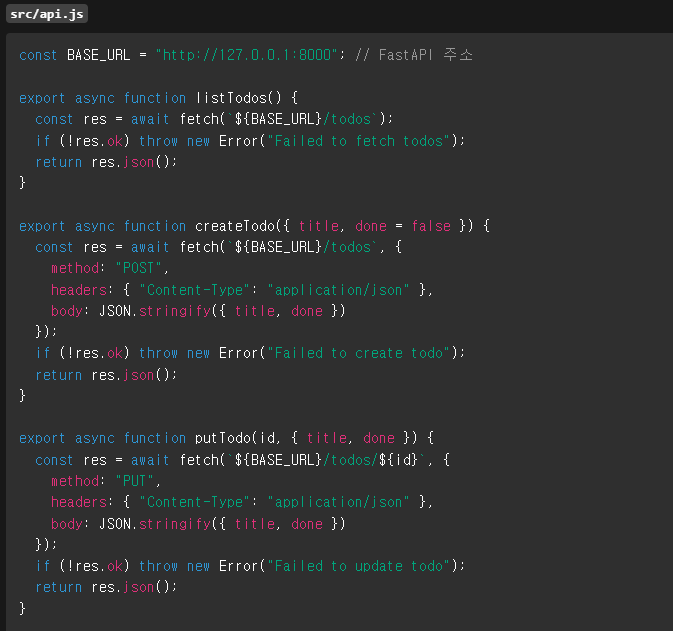 src/api.js
const BASE_URL = "http://127.0.0.1:8000"; // FastAPI 주소
export async function listTodos() {
const res = await fetch(`${BASE_URL}/todos`);
if (!res.ok) throw new Error("Failed to fetch todos");
return res.json();
}
export async function createTodo({ title, done = false }) {
const res = await fetch(`${BASE_URL}/todos`, {
method: "POST",
headers: { "Content-Type": "application/json" },
body: JSON.stringify({ title, done })
});
if (!res.ok) throw new Error("Failed to create todo");
return res.json();
}
export async function putTodo(id, { title, done }) {
const res = await fetch(`${BASE_URL}/todos/${id}`, {
method: "PUT",
headers: { "Content-Type": "application/json" },
body: JSON.stringify({ title, done })
});
if (!res.ok) throw new Error("Failed to update todo");
return res.json();
}